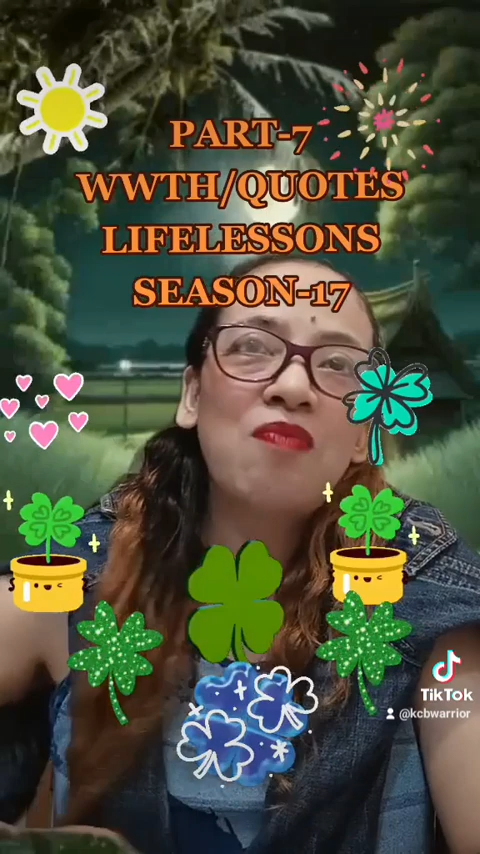 PART-7
WWTH/QUOTES
LIFELESSONS
SEASON-17
TikTok
@kcbwarrior